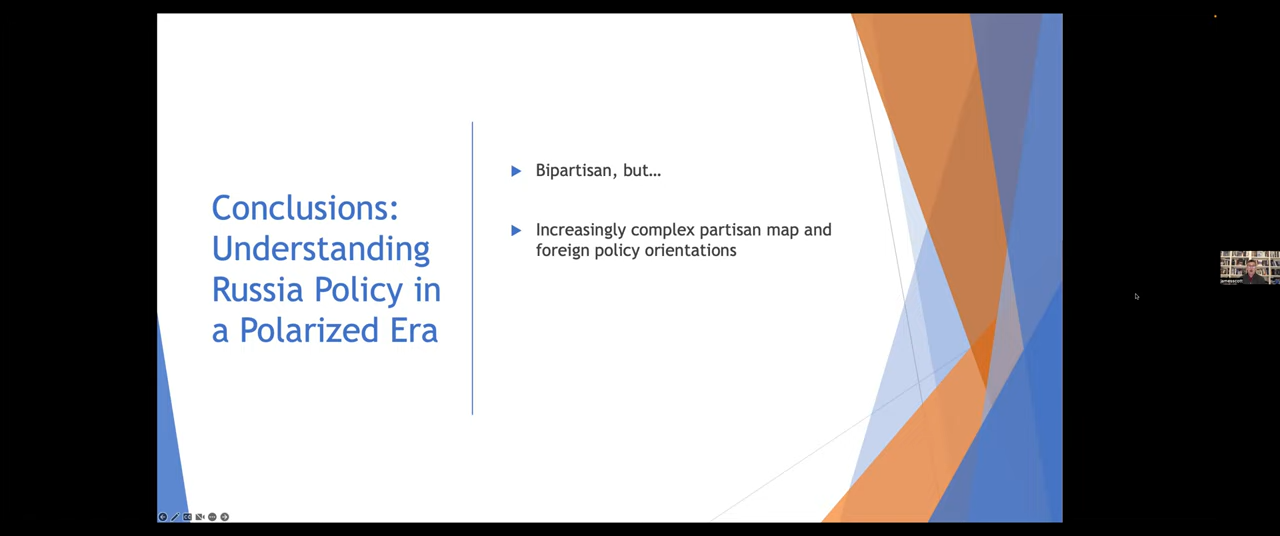 Conclusions:
Understanding
Russia Policy in
a Polarized Era
Bipartisan, but…
Increasingly complex partisan map and
foreign policy orientations